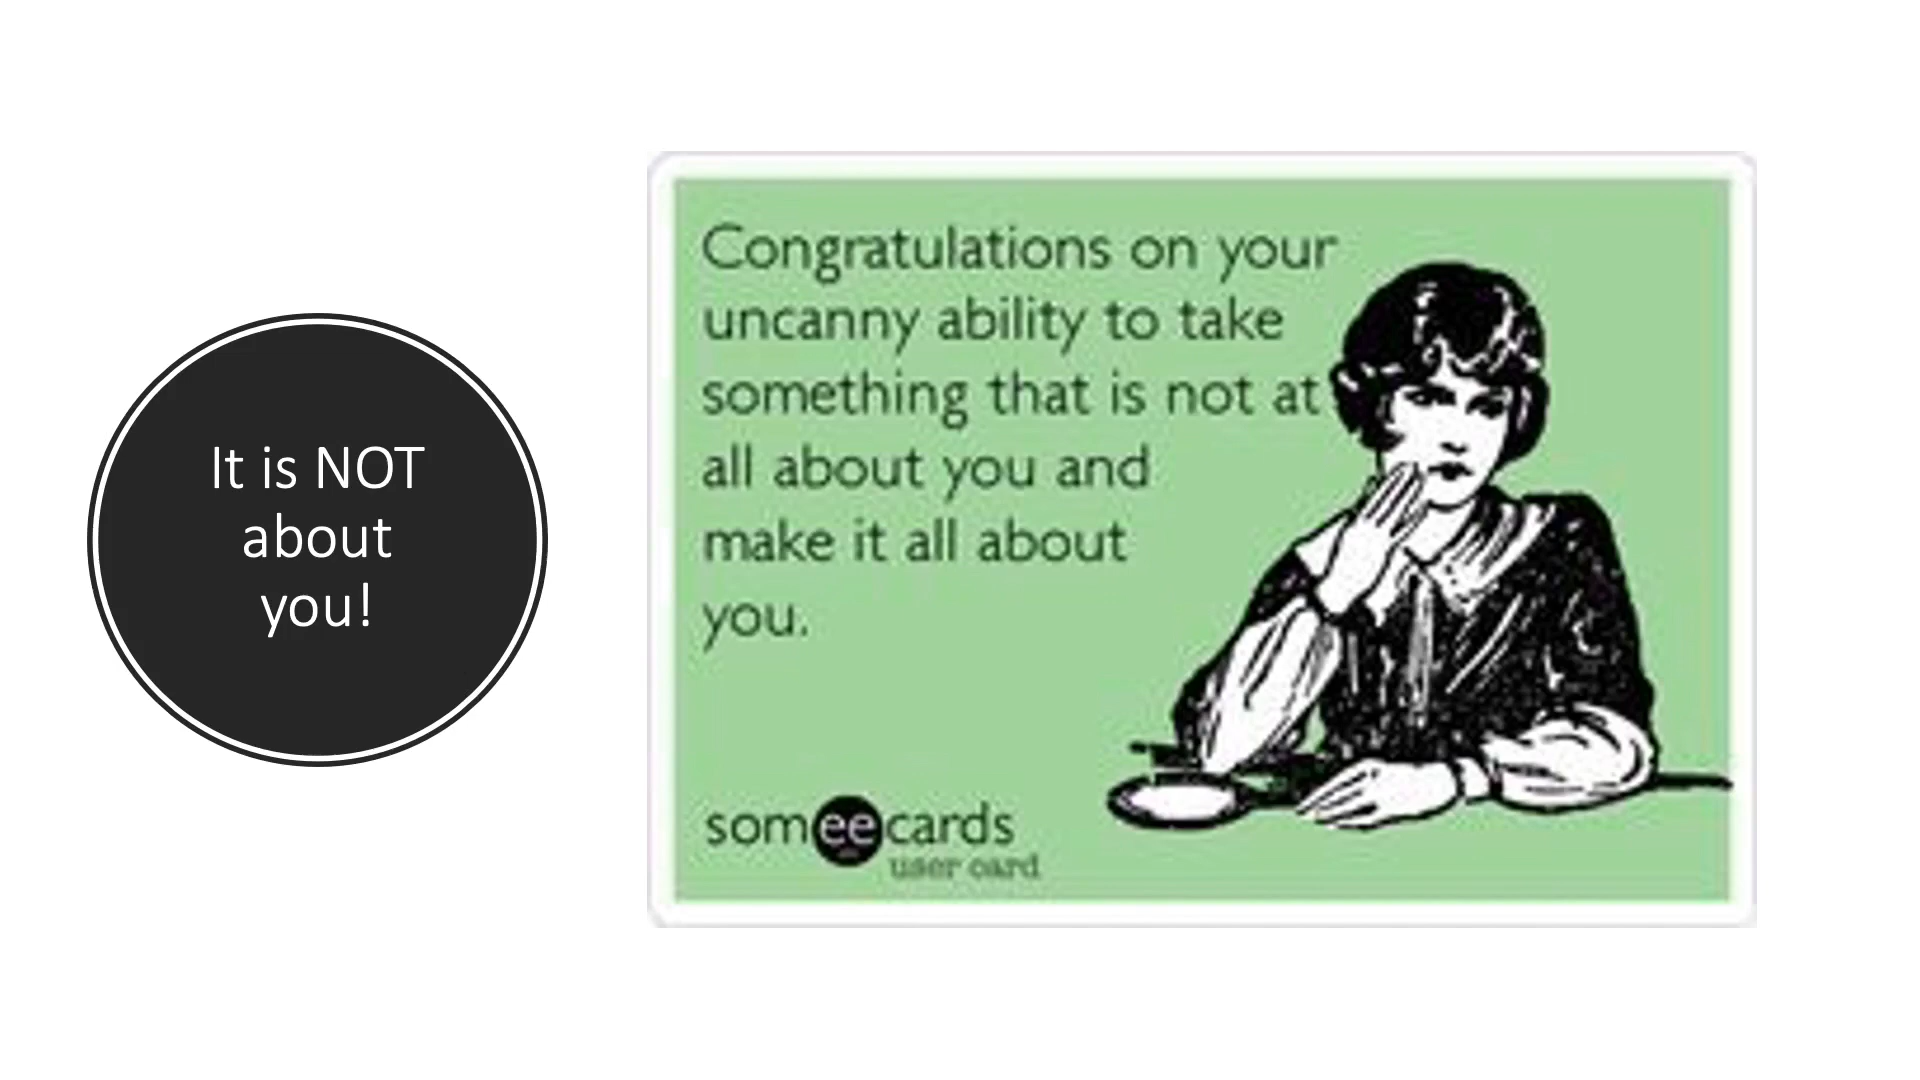 It is NOT
about
you!
Congratulations on your
uncanny ability to take
something that is not at
all about you and
make it all about
you.
someecards
user card